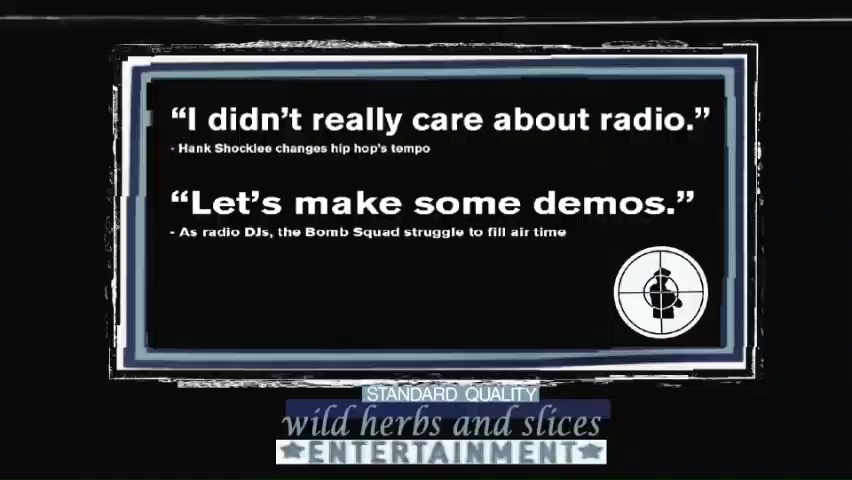 “I didn’t really care about radio.”
- Hank Shocklee changes hip hop’s tempo
“Let’s make some demos.”
- As radio DJs, the Bomb Squad struggle to fill air time
STANDARD QUALITY
wild herbs and slices
★ENTERTAINMENT★